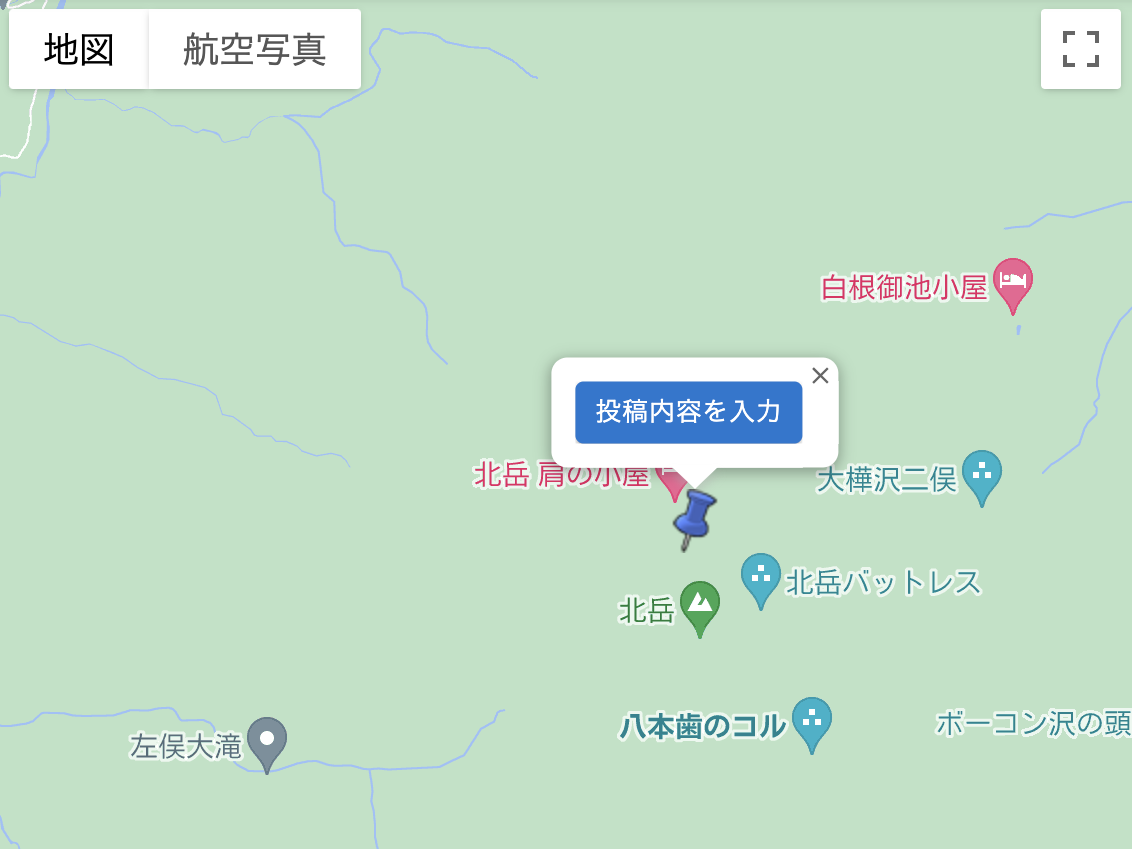 地図
航空写真
白根御池小屋
投稿内容を入力
北岳 肩の小屋
大樺沢二俣
北岳バットレス
北岳
八本歯のコル
ボーコン沢の頭
左俣大滝